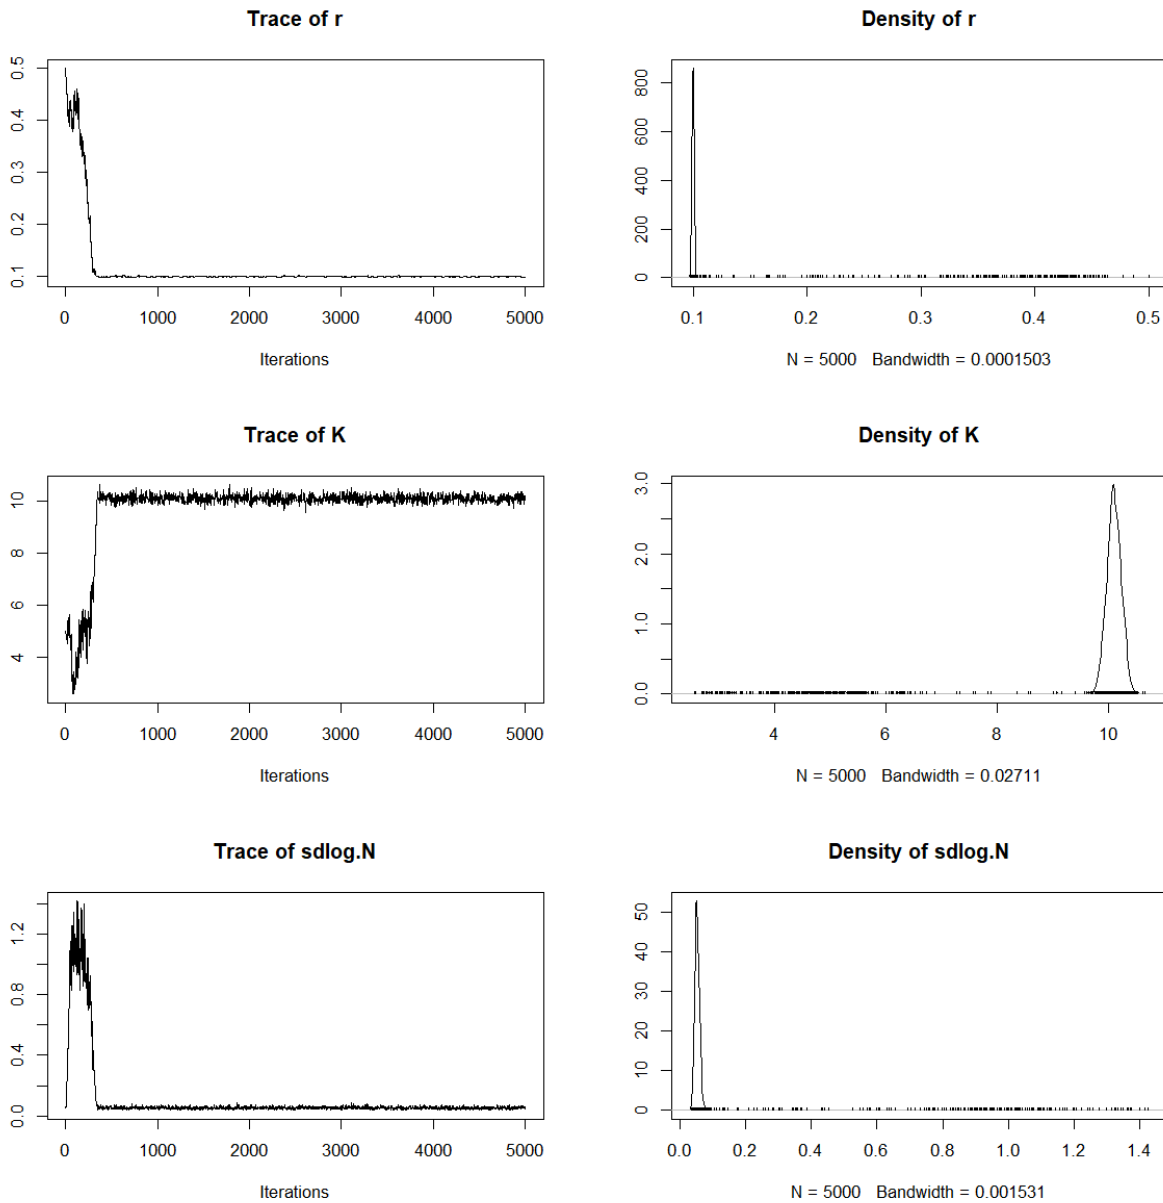 Trace of r
Density of r
0.5
0.4
0.3
0.2
0.1
0 1000 2000 3000 4000 5000
Iterations
800
600
400
200
0
0.1 0.2 0.3 0.4 0.5
N = 5000 Bandwidth = 0.0001503
Trace of K
Density of K
10
8
6
4
0 1000 2000 3000 4000 5000
Iterations
3.0
2.0
1.0
0.0
4 6 8 10
N = 5000 Bandwidth = 0.02711
Trace of sdlog.N
Density of sdlog.N
1.2
0.8
0.4
0.0
0 1000 2000 3000 4000 5000
Iterations
50
40
30
20
10
0
0.0 0.2 0.4 0.6 0.8 1.0 1.2 1.4
N = 5000 Bandwidth = 0.001531